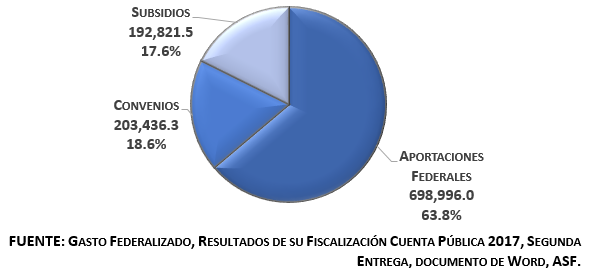 SUBSIDIOS
192,821.5
17.6%
CONVENIOS
203,436.3
18.6%
APORTACIONES
FEDERALES
698,996.0
63.8%
FUENTE: GASTO FEDERALIZADO, RESULTADOS DE SU FISCALIZACIÓN CUENTA PÚBLICA 2017, SEGUNDA
ENTREGA, DOCUMENTO DE WORD, ASF.